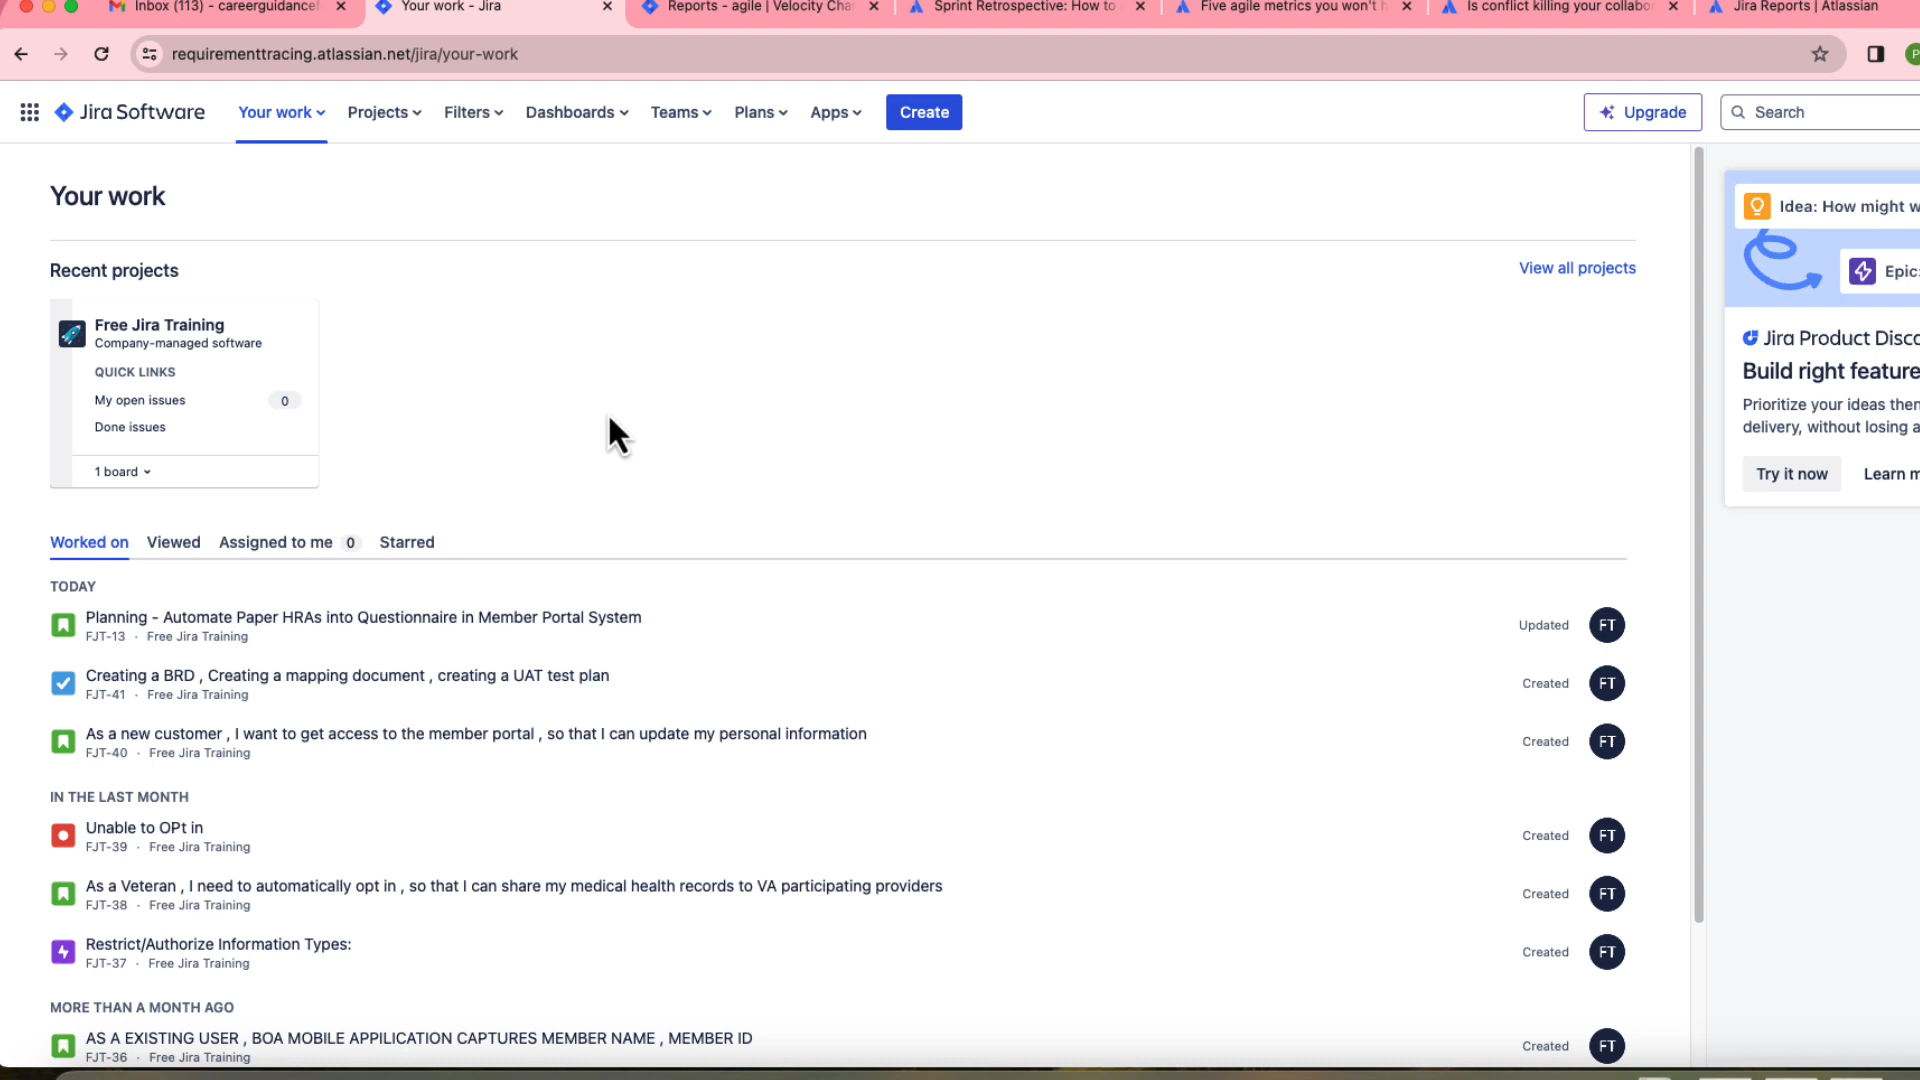 Inbox (113) - careerguidancef
Your work - Jira
Reports - agile | Velocity Cha
Sprint Retrospective: How to
Five agile metrics you won't h
Is conflict killing your collabo
Jira Reports | Atlassian
requirementtracing.atlassian.net/jira/your-work
P
Jira Software
Your work
Projects
Filters
Dashboards
Teams
Plans
Apps
Create
Upgrade
Search
Your work
Recent projects
View all projects
Free Jira Training
Company-managed software
QUICK LINKS
My open issues 0
Done issues
1 board
Idea: How might w
Epic:
Jira Product Disco
Build right feature
Prioritize your ideas then
delivery, without losing a
Try it now
Learn m
Worked on
Viewed
Assigned to me 0
Starred
TODAY
Planning - Automate Paper HRAs into Questionnaire in Member Portal System
FJT-13 · Free Jira Training
Updated
FT
Creating a BRD , Creating a mapping document , creating a UAT test plan
FJT-41 · Free Jira Training
Created
FT
As a new customer , I want to get access to the member portal , so that I can update my personal information
FJT-40 · Free Jira Training
Created
FT
IN THE LAST MONTH
Unable to OPt in
FJT-39 · Free Jira Training
Created
FT
As a Veteran , I need to automatically opt in , so that I can share my medical health records to VA participating providers
FJT-38 · Free Jira Training
Created
FT
Restrict/Authorize Information Types:
FJT-37 · Free Jira Training
Created
FT
MORE THAN A MONTH AGO
AS A EXISTING USER , BOA MOBILE APPILICATION CAPTURES MEMBER NAME , MEMBER ID
FJT-36 · Free Jira Training
Created
FT